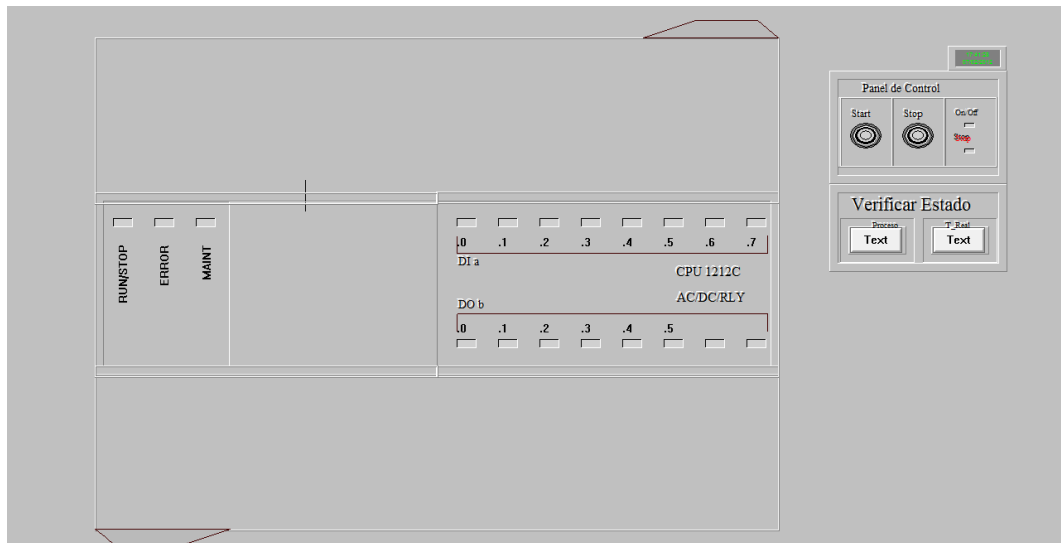 Panel de Control
Start
Stop
On/Off
Stop
Verificar Estado
Proceso
T_Real
Text
Text
RUN/STOP
ERROR
MAINT
.0 .1 .2 .3 .4 .5 .6 .7
DI a
CPU 1212C
AC/DC/RLY
DO b
.0 .1 .2 .3 .4 .5